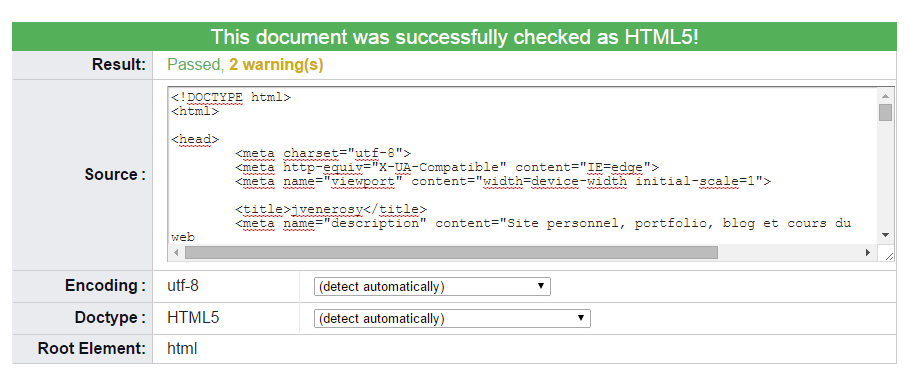 This document was successfully checked as HTML5!
Result: Passed, 2 warning(s)
Source :
<!DOCTYPE html>
<html>
<head>
<meta charset="utf-8">
<meta http-equiv="X-UA-Compatible" content="IE=edge">
<meta name="viewport" content="width=device-width initial-scale=1">
<title>jvenerosy</title>
<meta name="description" content="Site personnel, portfolio, blog et cours du
web
Encoding : utf-8 (detect automatically)
Doctype : HTML5 (detect automatically)
Root Element: html